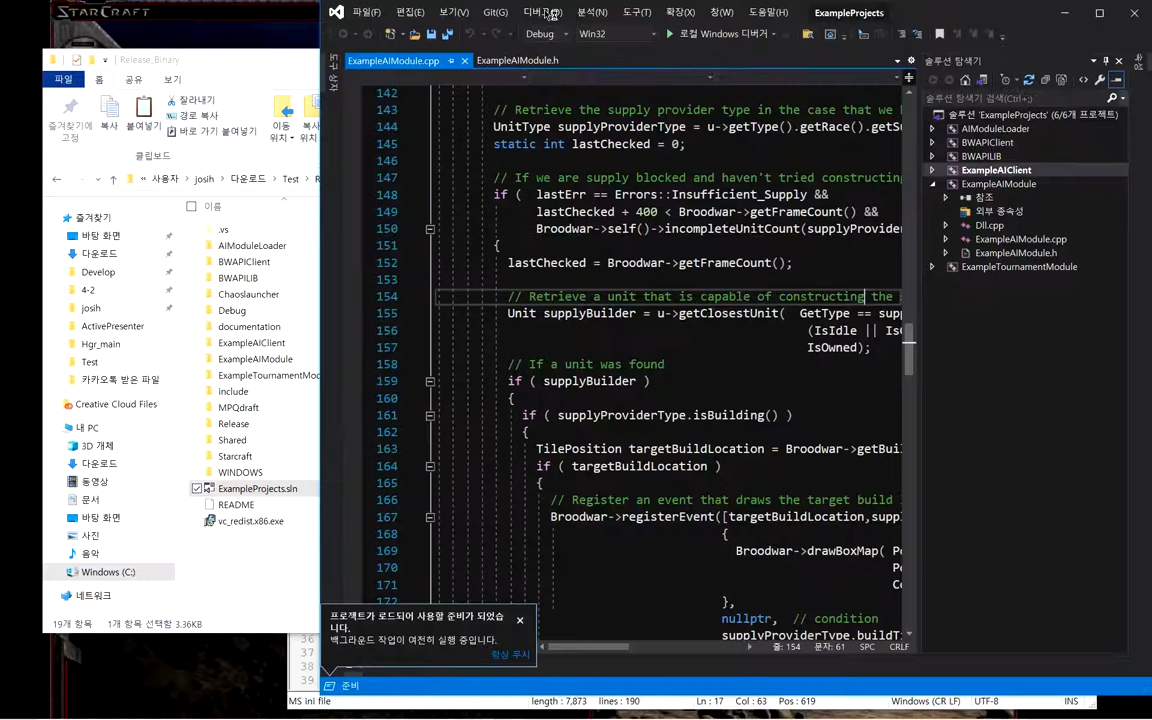 STARCRAFT
Release_Binary
파일
홈
공유
보기
즐겨찾기에
고정
복사
붙여넣기
잘라내기
경로 복사
바로 가기 붙여넣기
이동
위치
복사
위치
클립보드
« 사용자 > josih > 다운로드 > Test > R
이름
즐겨찾기
바탕 화면
다운로드
Develop
4-2
josih
ActivePresenter
Hgr_main
Test
카카오톡 받은 파일
Creative Cloud Files
내 PC
3D 개체
다운로드
동영상
문서
바탕 화면
사진
음악
Windows (C:)
네트워크
.vs
AIModuleLoader
BWAPIClient
BWAPILIB
Chaoslauncher
Debug
documentation
ExampleAIClient
ExampleAIModule
ExampleTournamentMod
include
MPQdraft
Release
Shared
Starcraft
WINDOWS
ExampleProjects.sln
README
vc_redist.x86.exe
19개 항목
1개 항목 선택함 3.36KB
파일(F) 편집(E) 보기(V) Git(G) 분석(N) 도구(T) 확장(X) 창(W) 도움말(H)
ExampleProjects
Debug Win32 로컬 Windows 디버거
ExampleAIModule.cpp
ExampleAIModule.h
142
143 // Retrieve the supply provider type in the case that we h
144 UnitType supplyProviderType = u->getType().getRace().getSu
145 static int lastChecked = 0;
146
147 // If we are supply blocked and haven't tried constructing
148 if ( lastErr == Errors::Insufficient_Supply &&
149 lastChecked + 400 < Broodwar->getFrameCount() &&
150 Broodwar->self()->incompleteUnitCount(supplyProvider
151 {
152 lastChecked = Broodwar->getFrameCount();
153
154 // Retrieve a unit that is capable of constructing the s
155 Unit supplyBuilder = u->getClosestUnit( GetType == supp
156 (IsIdle || IsG
157 IsOwned);
158 // If a unit was found
159 if ( supplyBuilder )
160 {
161 if ( supplyProviderType.isBuilding() )
162 {
163 TilePosition targetBuildLocation = Broodwar->getBui
164 if ( targetBuildLocation )
165 {
166 // Register an event that draws the target build
167 Broodwar->registerEvent([targetBuildLocation,supp
168 {
169 Broodwar->drawBoxMap( Po
170 Po
171 Co
172 },
nullptr, // condition
supplyProviderType.buildTi
프로젝트가 로드되어 사용할 준비가 되었습
니다.
백그라운드 작업이 여전히 실행 중입니다.
항상 무시
줄: 154 문자: 61 SPC CRLF
준비
솔루션 탐색기
솔루션 탐색기 검색(Ctrl+;)
솔루션 'ExampleProjects' (6/6개 프로젝트)
AIModuleLoader
BWAPIClient
BWAPILIB
ExampleAIClient
ExampleAIModule
참조
외부 종속성
Dll.cpp
ExampleAIModule.cpp
ExampleAIModule.h
ExampleTournamentModule
36
37
38
39
MS ini file
length : 7,873 lines : 190
Ln : 17 Col : 63 Pos : 619
Windows (CR LF)
UTF-8
INS